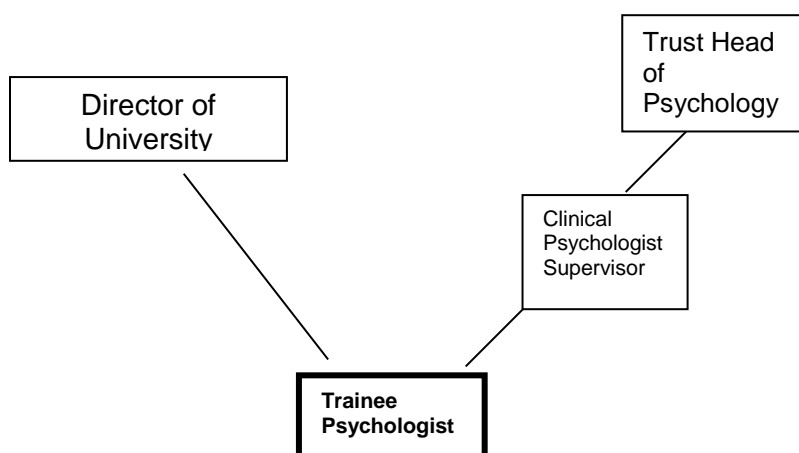 Trust Head
of
Psychology
Director of
University
Clinical
Psychologist
Supervisor
Trainee
Psychologist